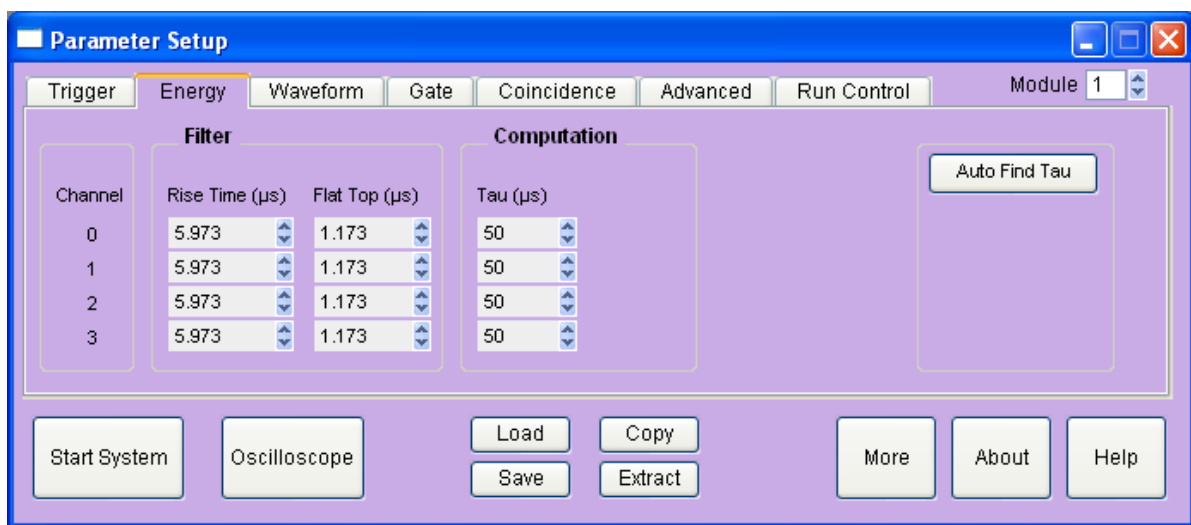 Parameter Setup
Trigger Energy Waveform Gate Coincidence Advanced Run Control Module 1
Filter Computation
Auto Find Tau
Channel Rise Time (µs) Flat Top (µs) Tau (µs)
0 5.973 1.173 50
1 5.973 1.173 50
2 5.973 1.173 50
3 5.973 1.173 50
Load Copy
Start System Oscilloscope More About Help
Save Extract